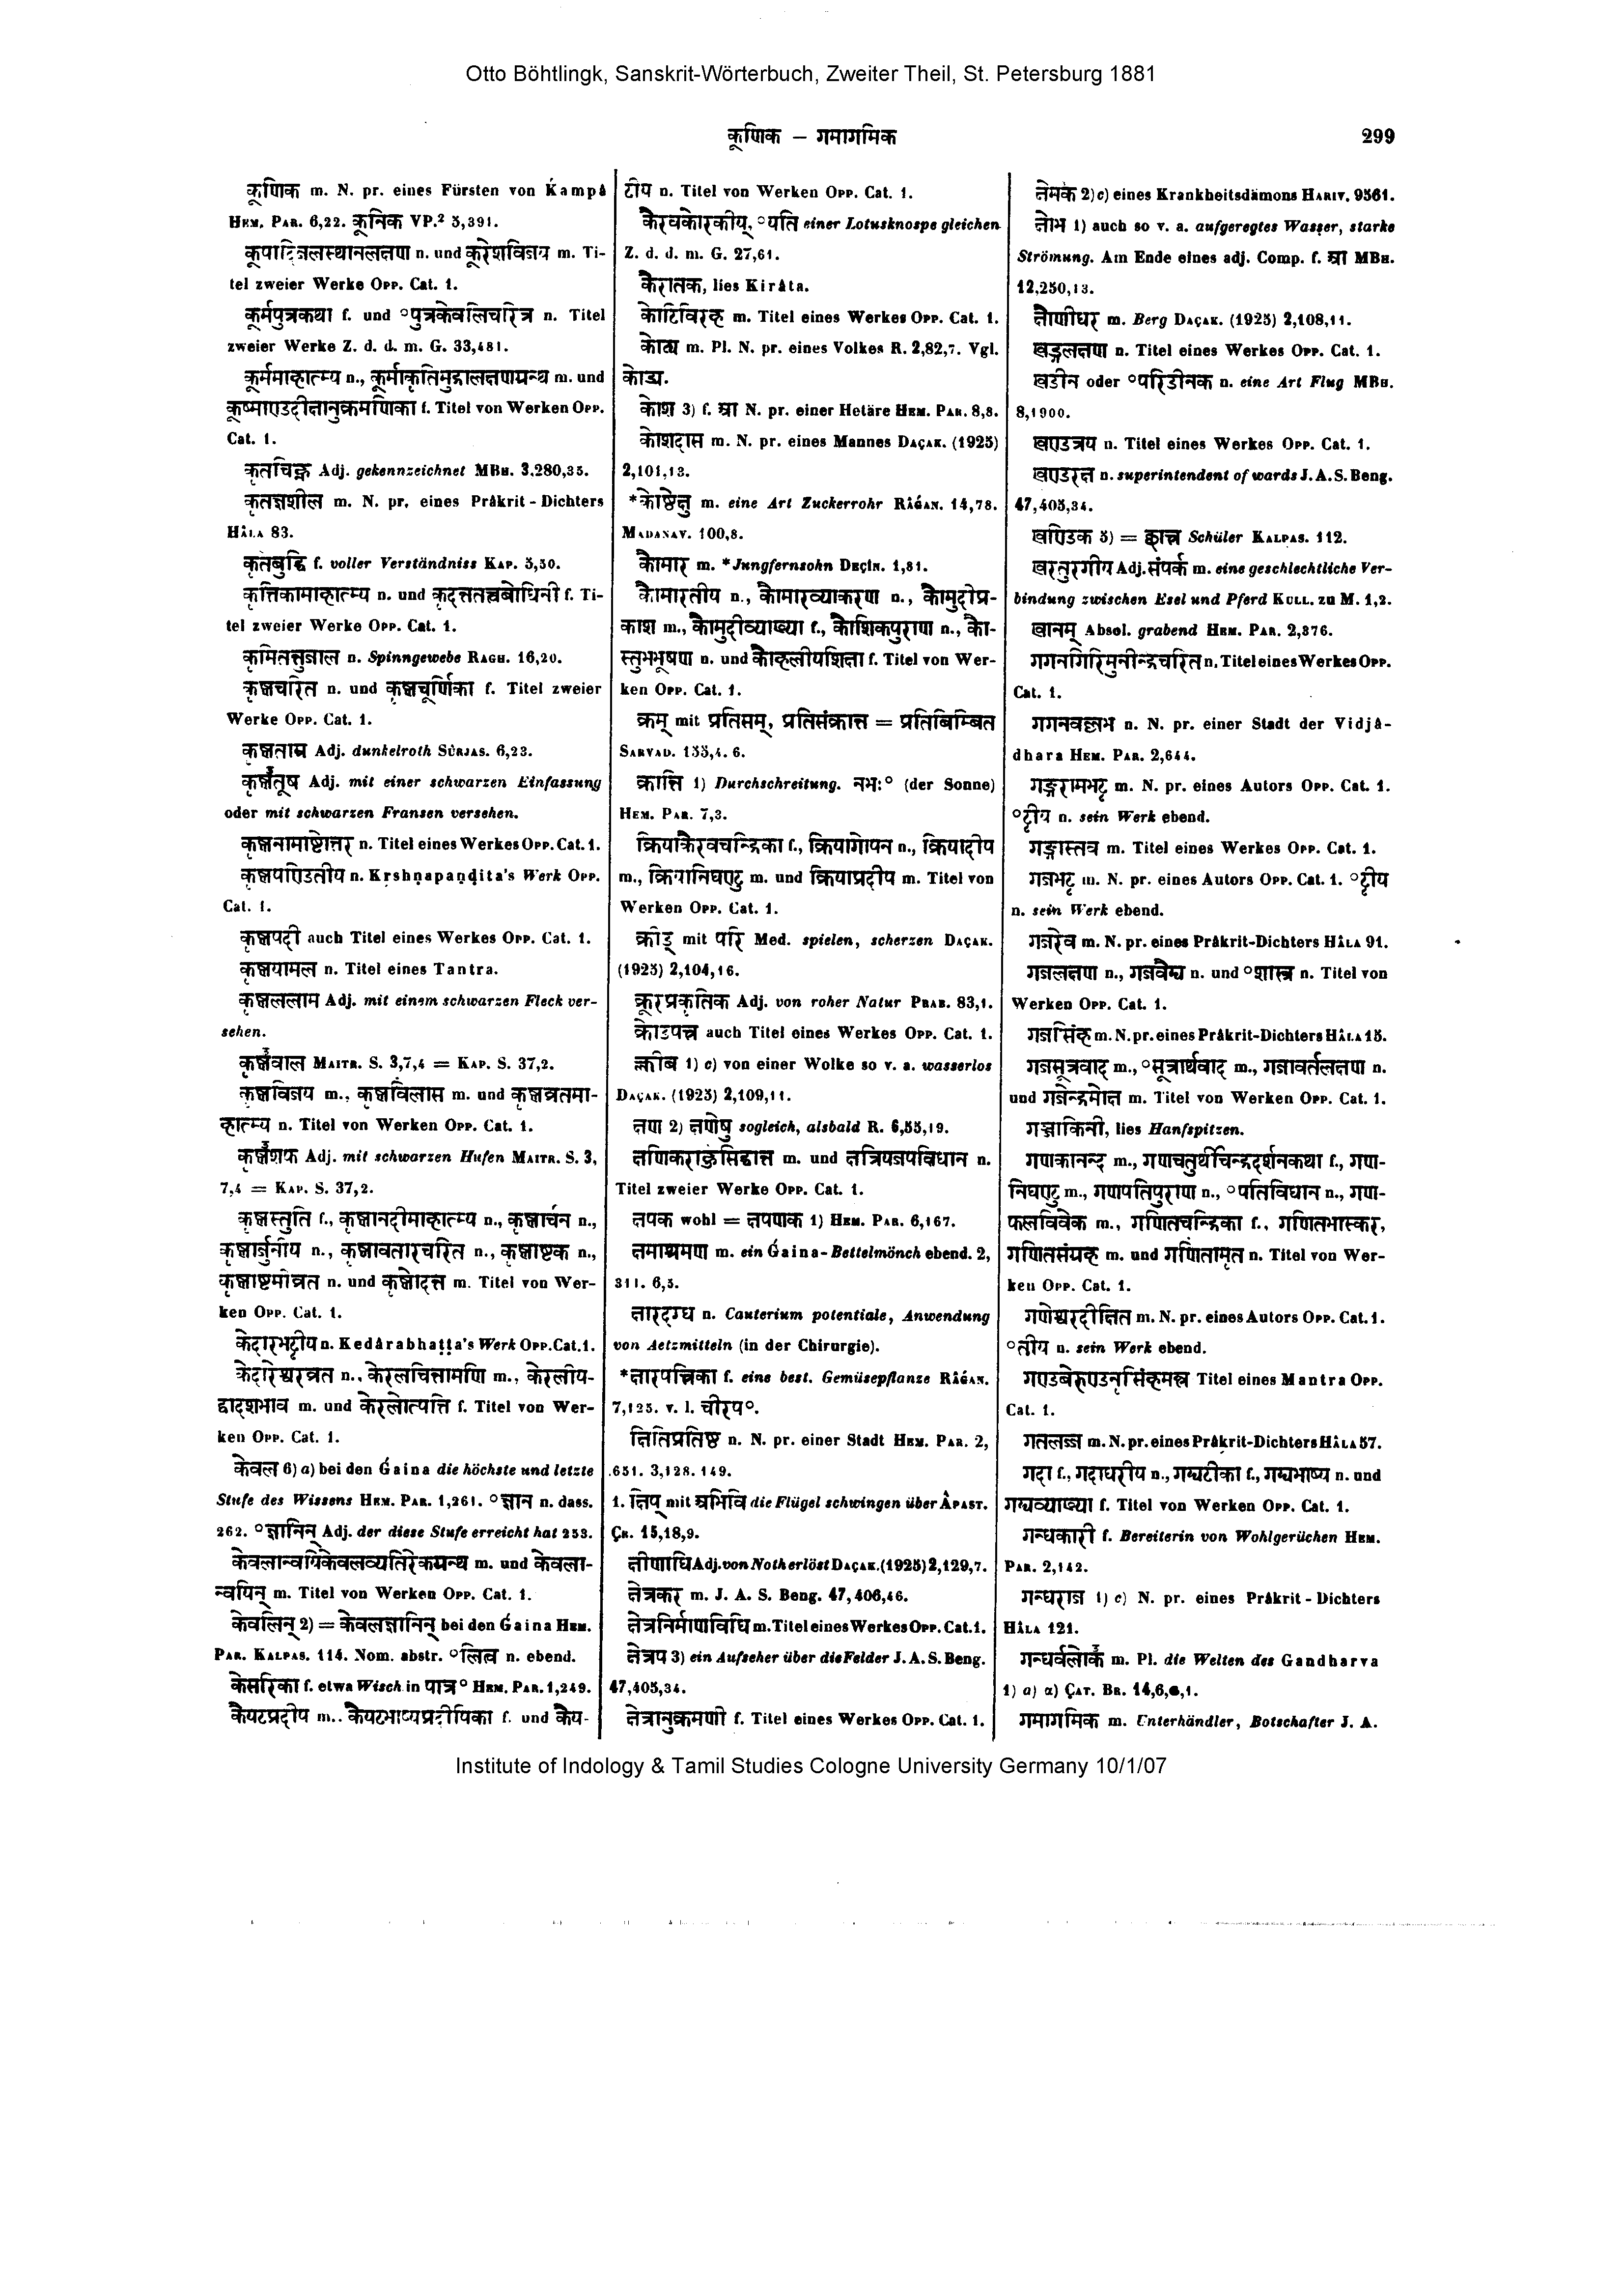 Otto Böhtlingk, Sanskrit-Wörterbuch, Zweiter Theil, St. Petersburg 1881
कूणिक – गमागमिक
299
कूणिक m. N. pr. eines Fürsten von Ḱampâ
HEM. PAR. 6,22. कूनिक VP.² 5,391.
कूपादिजलस्थानलक्षण n. und कूरेशविजय m. Ti-
tel zweier Werke OPP. Cat. 1.
कूर्मपुत्रकथा f. und °पुत्रकेवलिचरित्र n. Titel
zweier Werke Z. d. d. m. G. 33,481.
कूर्ममाहात्म्य n., कूर्माकृतिमुद्रालक्षणग्रन्थ m. und
कूष्माण्डदीक्षानुक्रमणिका f. Titel von Werken OPP.
Cat. 1.
कृतचिह्न Adj. gekennzeichnet MBH. 3,280,35.
कृतज्ञशील m. N. pr. eines Prâkrit-Dichters
HÂLA 83.
कृतबुद्धि f. voller Verständniss KAP. 5,50.
कृत्तिकामाहात्म्य n. und कृदन्ततत्त्वबोधिनी f. Ti-
tel zweier Werke OPP. Cat. 1.
कृमितन्तुजाल n. Spinngewebe RAGH. 16,20.
कृष्णचरित n. und कृष्णचूर्णिका f. Titel zweier
Werke OPP. Cat. 1.
कृष्णताम्र Adj. dunkelroth SÛRJAS. 6,23.
कृष्णतूष Adj. mit einer schwarzen Einfassung
oder mit schwarzen Fransen versehen.
कृष्णनामाष्टोत्तर n. Titel eines Werkes OPP. Cat. 1.
कृष्णपण्डितीय n. Kṛshṇapaṇḍita's Werk OPP.
Cat. 1.
कृष्णपदी auch Titel eines Werkes OPP. Cat. 1.
कृष्णयामल n. Titel eines Tantra.
कृष्णललाम Adj. mit einem schwarzen Fleck ver-
sehen.
कृष्णवाल MAITR. S. 3,7,4 = KAP. S. 37,2.
कृष्णविजय m., कृष्णविलास m. und कृष्णव्रतमा-
हात्म्य n. Titel von Werken OPP. Cat. 1.
कृष्णशफ Adj. mit schwarzen Hufen MAITR. S. 3,
7,4 = KAP. S. 37,2.
कृष्णस्तुति f., कृष्णानदीमाहात्म्य n., कृष्णार्चन n.,
कृष्णार्जुनीय n., कृष्णावतारचरित n., कृष्णाष्टक n.,
कृष्णाष्टमीव्रत n. und कृष्णोदन्त m. Titel von Wer-
ken OPP. Cat. 1.
केदारभट्टीय n. Kedârabhaṭṭa's Werk OPP. Cat. 1.
केदारेश्वरव्रत n., केरलचिन्तामणि m., केरलीय-
द्वादशभाव m. und केरलोत्पत्ति f. Titel von Wer-
ken OPP. Cat. 1.
केवल 6) a) bei den Ǵaina die höchste und letzte
Stufe des Wissens HEM. PAR. 1,261. °ज्ञान n. dass.
262. °ज्ञानिन् Adj. der diese Stufe erreicht hat 253.
केवलान्वयिकेवलव्यतिरेकग्रन्थ m. und केवला-
न्वयिन् m. Titel von Werken OPP. Cat. 1.
केवलिन् 2) = केवलज्ञानिन् bei den Ǵaina HEM.
PAR. KALPAS. 114. Nom. abstr. °लित्व n. ebend.
केसरिका f. etwa Wisch in पात्र° HEM. PAR. 1,249.
कैयटप्रदीप m., कैयटभाष्यप्रदीपिका f. und कैय-
टीय n. Titel von Werken OPP. Cat. 1.
कैरवकोरकीय्, °यति einer Lotusknospe gleichen
Z. d. d. m. G. 27,61.
कैरातक, lies Kirâta.
कोटिविरह m. Titel eines Werkes OPP. Cat. 1.
कोट्य m. Pl. N. pr. eines Volkes R. 2,82,7. Vgl.
कोड्य.
कोश 3) f. आ N. pr. einer Hetäre HEM. PAR. 8,8.
कोशदास m. N. pr. eines Mannes DAÇAK. (1925)
2,101,13.
*कोष्ठेक्षु m. eine Art Zuckerrohr RÂǴAN. 14,78.
MADANAV. 100,8.
कौमार m. *Jungfernsohn DEÇÎN. 1,81.
कौमारतीय n., कौमारव्याकरण n., कौमुदीप्र-
काश m., कौमुदीव्याख्या f., कौशिकपुराण n., कौ-
स्तुभभूषण n. und कौहलीयशिक्षा f. Titel von Wer-
ken OPP. Cat. 1.
क्रम् mit प्रतिसम्, प्रतिसंक्रान्त = प्रतिबिम्बित
SARVAD. 155,4. 6.
क्रान्ति 1) Durchschreitung. नभः° (der Sonne)
HEM. PAR. 7,3.
क्रियाकैरवचन्द्रिका f., क्रियागोपन n., क्रियादीप
m., क्रियानिघण्टु m. und क्रियाप्रदीप m. Titel von
Werken OPP. Cat. 1.
क्रीड् mit परि Med. spielen, scherzen DAÇAK.
(1925) 2,104,16.
क्रूरप्रकृतिक Adj. von roher Natur PRAB. 83,1.
क्रोडपत्त्र auch Titel eines Werkes OPP. Cat. 1.
क्लीब 1) c) von einer Wolke so v. a. wasserlos
DAÇAK. (1925) 2,109,11.
क्षण 2) क्षणेषु sogleich, alsbald R. 6,55,19.
क्षणिकराहुसिद्धान्त m. und क्षत्रियजपविधान n.
Titel zweier Werke OPP. Cat. 1.
क्षपक wohl = क्षपणक 1) HEM. PAR. 6,167.
क्षमाश्रमण m. ein Ǵaina-Bettelmönch ebend. 2,
311. 6,5.
क्षारदग्ध n. Cauterium potentiale, Anwendung
von Aetzmitteln (in der Chirurgie).
*क्षारपत्त्रिका f. eine best. Gemüsepflanze RÂǴAN.
7,125. v. l. चीरप°.
क्षितिप्रतिष्ठ n. N. pr. einer Stadt HEM. PAR. 2,
651. 3,128. 149.
1. क्षिप् mit अभिवि die Flügel schwingen über ÂPAST.
ÇR. 15,18,9.
क्षीणाधि Adj. von Noth erlöst DAÇAK. (1925) 2,129,7.
क्षेत्रकर m. J. A. S. Beng. 47,406,46.
क्षेत्रनिर्माणविधि m. Titel eines Werkes OPP. Cat. 1.
क्षेत्रप 3) ein Aufseher über die Felder J. A. S. Beng.
47,405,34.
क्षेत्रानुक्रमणी f. Titel eines Werkes OPP. Cat. 1.
क्षेमक 2) c) eines Krankheitsdämons HARIV. 9561.
क्षोभ 1) auch so v. a. aufgeregtes Wasser, starke
Strömung. Am Ende eines adj. Comp. f. आ MBH.
12,250,13.
क्षौणीधर m. Berg DAÇAK. (1925) 2,108,11.
खड्गलक्षण n. Titel eines Werkes OPP. Cat. 1.
खडीन oder °परिडीनक n. eine Art Flug MBH.
8,1900.
खण्डत्रय n. Titel eines Werkes OPP. Cat. 1.
खण्डरक्ष n. superintendent of wards J. A. S. Beng.
47,405,34.
खण्डिक 5) = छात्त्र Schüler KALPAS. 112.
खरतुरगीय Adj. संपर्क m. eine geschlechtliche Ver-
bindung zwischen Esel und Pferd KULL. zu M. 1,2.
खानम् Absol. grabend HEM. PAR. 2,376.
गगनगिरिमुनीन्द्रचरित n. Titel eines Werkes OPP.
Cat. 1.
गगनवल्लभ n. N. pr. einer Stadt der Vidjâ-
dhara HEM. PAR. 2,644.
गङ्गरामभट्ट m. N. pr. eines Autors OPP. Cat. 1.
°ट्टीय n. sein Werk ebend.
गङ्गास्तव m. Titel eines Werkes OPP. Cat. 1.
गजभट्ट m. N. pr. eines Autors OPP. Cat. 1. °ट्टीय
n. sein Werk ebend.
गजरेव m. N. pr. eines Prâkrit-Dichters HÂLA 91.
गजलक्षण n., गजवैद्य n. und °शास्त्र n. Titel von
Werken OPP. Cat. 1.
गजसिंह m. N. pr. eines Prâkrit-Dichters HÂLA 15.
गजसूत्रवाद m., °सूत्रार्थवाद m., गजावर्तलक्षण n.
und गजेन्द्रमोक्ष m. Titel von Werken OPP. Cat. 1.
गञ्जाकिनी, lies Hanfspitzen.
गणकानन्द m., गणचतुर्थीचन्द्रदर्शनकथा f., गण-
निघण्टु m., गणपतिपुराण n., °पतिविधान n., गण-
फलविवेक m., गणितचन्द्रिका f., गणितभास्कर,
गणितसंग्रह m. und गणितामृत n. Titel von Wer-
ken OPP. Cat. 1.
गणेश्वरदीक्षित m. N. pr. eines Autors OPP. Cat. 1.
°तीय n. sein Werk ebend.
गण्डबेरुण्डनृसिंहमन्त्र Titel eines Mantra OPP.
Cat. 1.
गतलज्ज m. N. pr. eines Prâkrit-Dichters HÂLA 57.
गदा f., गदाधरीय n., गद्यटीका f., गद्यभाष्य n. und
गद्यव्याख्या f. Titel von Werken OPP. Cat. 1.
गन्धकारी f. Bereiterin von Wohlgerüchen HEM.
PAR. 2,142.
गन्धराज 1) c) N. pr. eines Prâkrit-Dichters
HÂLA 121.
गन्धर्वलोक m. Pl. die Welten des Gandharva
1) a) α) ÇAT. BR. 14,6,6,1.
गमागमिक m. Unterhändler, Botschafter J. A.
Institute of Indology & Tamil Studies Cologne University Germany 10/1/07